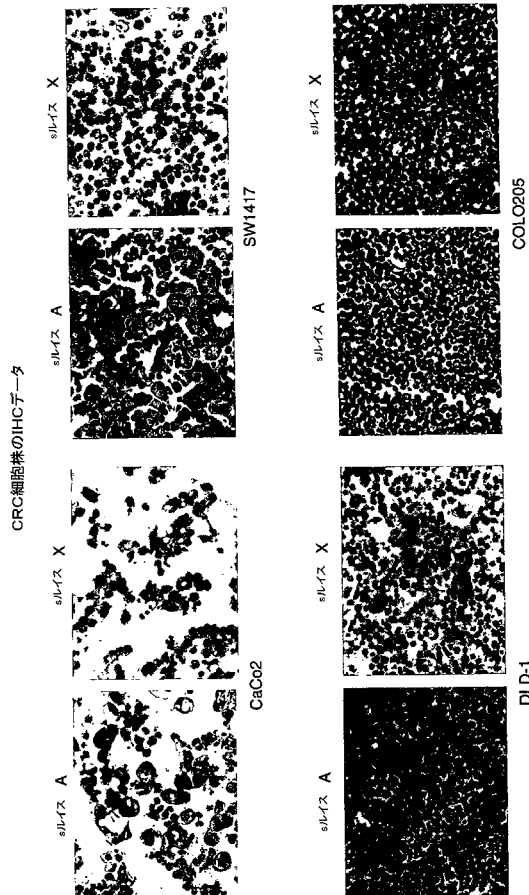 CRC細胞株のIHCデータ
sルイス A
sルイス X
sルイス A
sルイス X
CaCo2
SW1417
sルイス A
sルイス X
sルイス A
sルイス X
DLD-1
COLO205